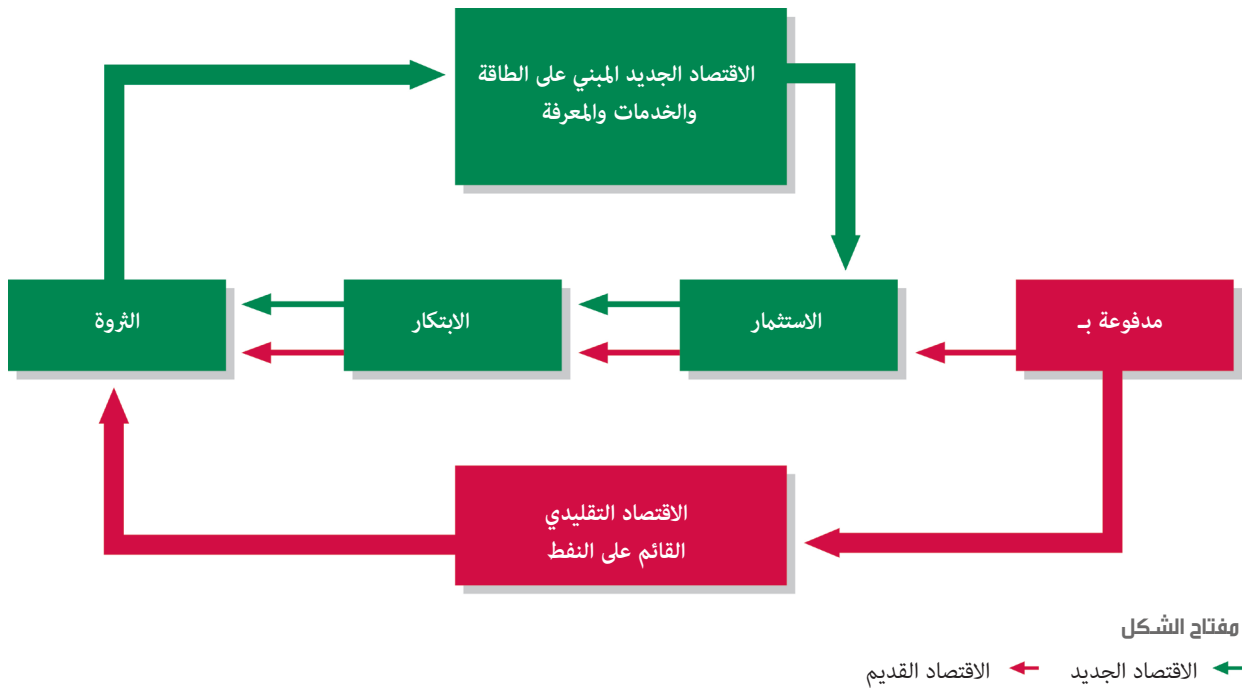 الاقتصاد الجديد المبني على الطاقة
والخدمات والمعرفة
مدفوعة بـ
الاستثمار
الابتكار
الثروة
الاقتصاد التقليدي
القائم على النفط
مفتاح الشكل
الاقتصاد الجديد
الاقتصاد القديم